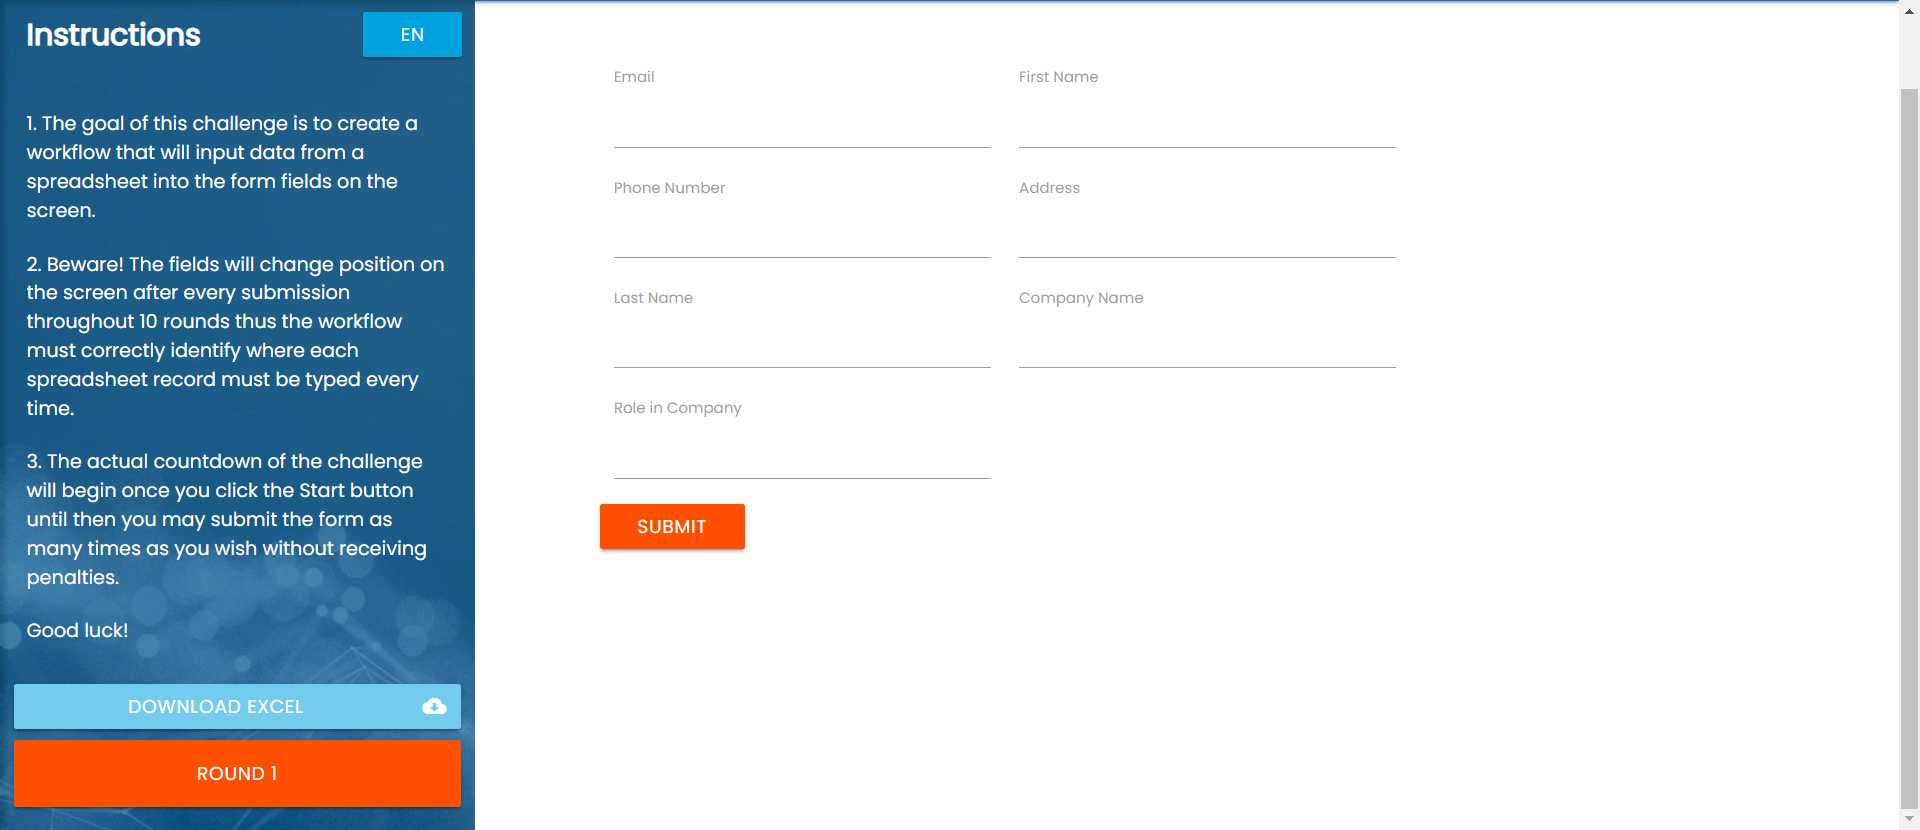 Instructions
EN
1. The goal of this challenge is to create a
workflow that will input data from a
spreadsheet into the form fields on the
screen.
2. Beware! The fields will change position on
the screen after every submission
throughout 10 rounds thus the workflow
must correctly identify where each
spreadsheet record must be typed every
time.
3. The actual countdown of the challenge
will begin once you click the Start button
until then you may submit the form as
many times as you wish without receiving
penalties.
Good luck!
DOWNLOAD EXCEL
ROUND 1
Email
First Name
Phone Number
Address
Last Name
Company Name
Role in Company
SUBMIT